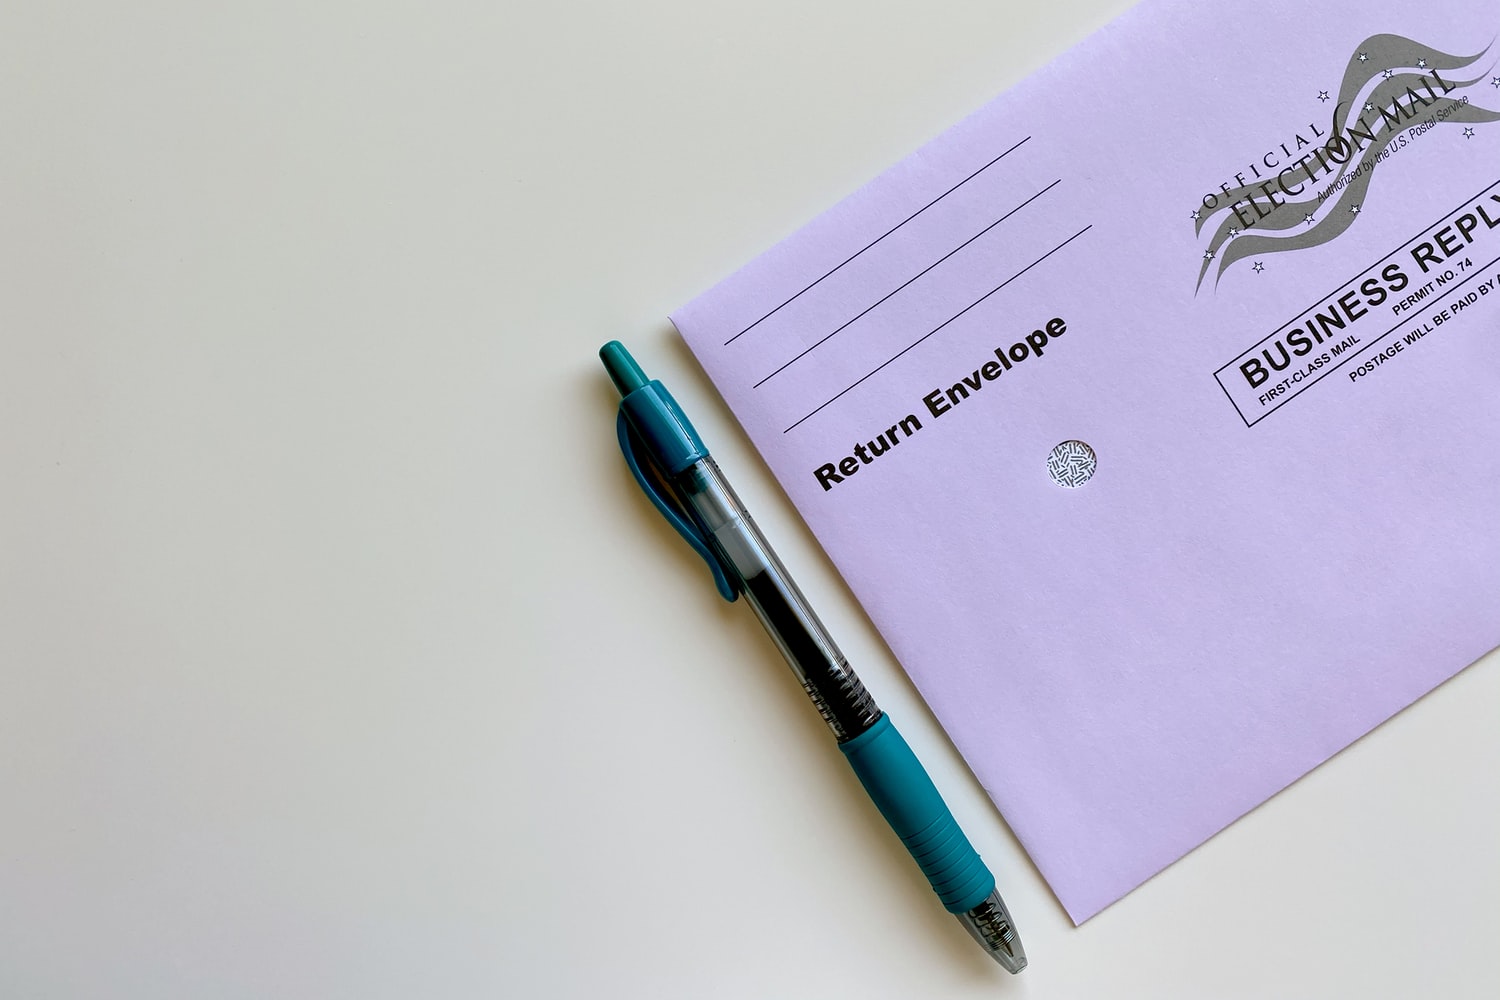 OFFICIAL
ELECTION MAIL
Authorized by the U.S. Postal Service
Return Envelope
BUSINESS REPLY
FIRST-CLASS MAIL PERMIT NO. 74
POSTAGE WILL BE PAID BY